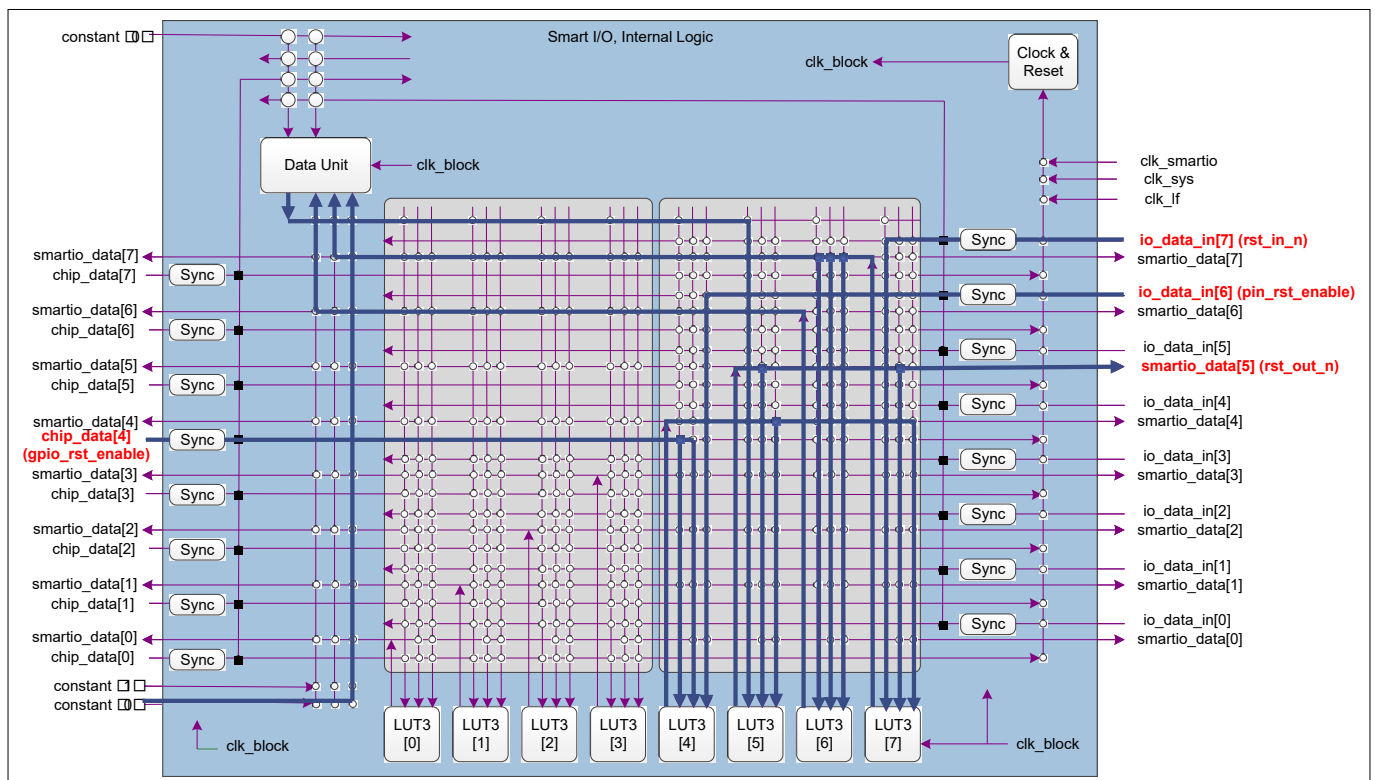 constant 0
Smart I/O, Internal Logic
Clock &
Reset
clk_block
Data Unit
clk_block
clk_smartio
clk_sys
clk_lf
smartio_data[7]
chip_data[7]
Sync
Sync
io_data_in[7] (rst_in_n)
smartio_data[7]
smartio_data[6]
chip_data[6]
Sync
Sync
io_data_in[6] (pin_rst_enable)
smartio_data[6]
smartio_data[5]
chip_data[5]
Sync
Sync
io_data_in[5]
smartio_data[5] (rst_out_n)
smartio_data[4]
chip_data[4]
(gpio_rst_enable)
Sync
Sync
io_data_in[4]
smartio_data[4]
smartio_data[3]
chip_data[3]
Sync
Sync
io_data_in[3]
smartio_data[3]
smartio_data[2]
chip_data[2]
Sync
Sync
io_data_in[2]
smartio_data[2]
smartio_data[1]
chip_data[1]
Sync
Sync
io_data_in[1]
smartio_data[1]
smartio_data[0]
chip_data[0]
Sync
Sync
io_data_in[0]
smartio_data[0]
constant 1
constant 0
clk_block
LUT3
[0]
LUT3
[1]
LUT3
[2]
LUT3
[3]
LUT3
[4]
LUT3
[5]
LUT3
[6]
LUT3
[7]
clk_block